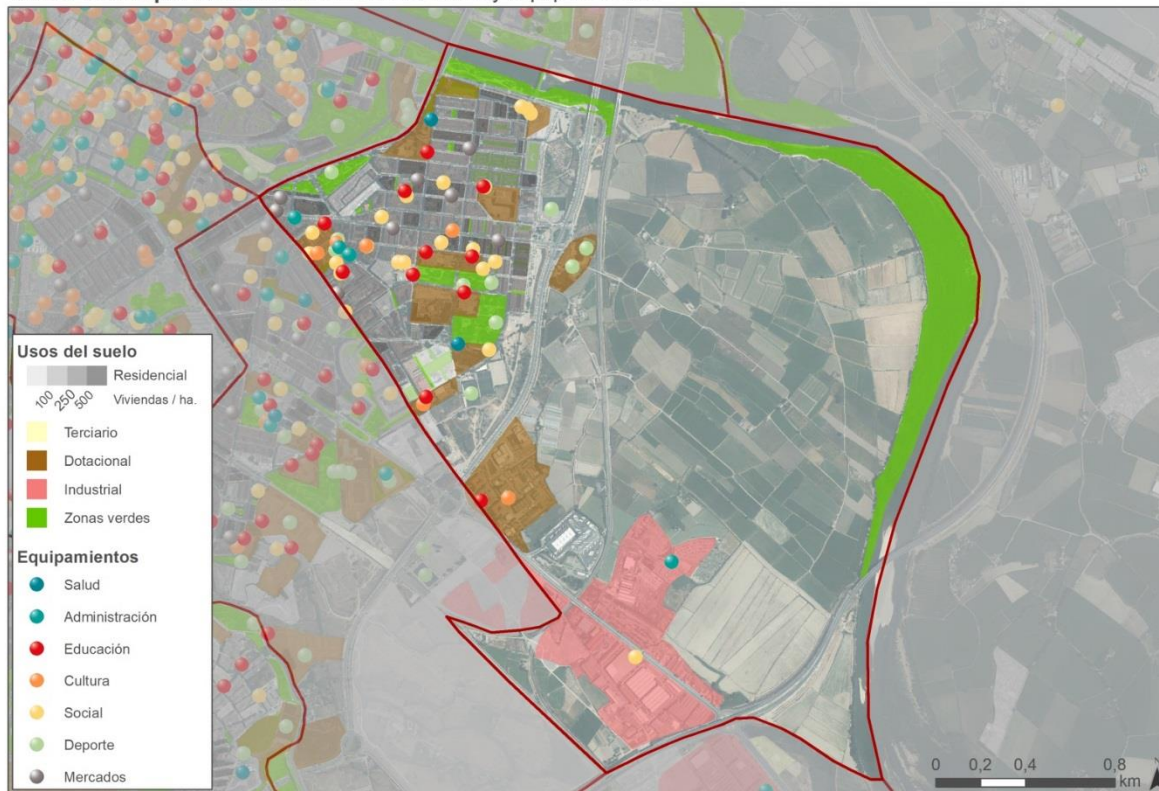 Usos del suelo
Residencial
100 250 500 Viviendas / ha.
Terciario
Dotacional
Industrial
Zonas verdes
Equipamientos
Salud
Administración
Educación
Cultura
Social
Deporte
Mercados
0 0,2 0,4 0,8
km